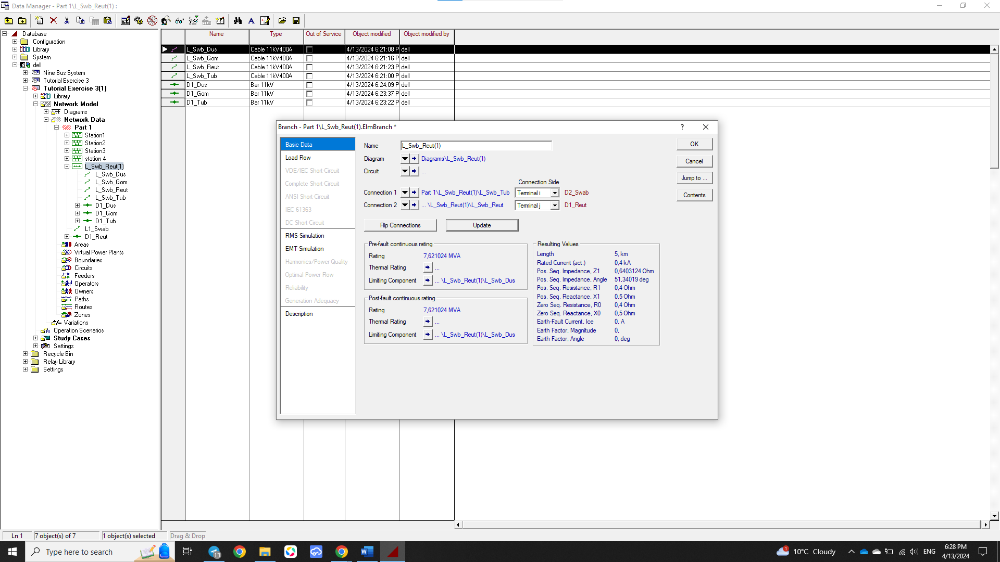 Data Manager - Part 1\L_Swb_Reut(1) :
Database
Configuration
Library
System
dell
Nine Bus System
Tutorial Exercise 3
Tutorial Exercise 3(1)
Library
Network Model
Diagrams
Network Data
Part 1
Station1
Station2
Station3
station 4
L_Swb_Reut(1)
L_Swb_Dus
L_Swb_Gom
L_Swb_Reut
L_Swb_Tub
D1_Dus
D1_Gom
D1_Tub
L1_Swab
D1_Reut
Areas
Virtual Power Plants
Boundaries
Circuits
Feeders
Operators
Owners
Paths
Routes
Zones
Variations
Operation Scenarios
Study Cases
Settings
Recycle Bin
Relay Library
Settings
Name Type Out of Service Object modified Object modified by
L_Swb_Dus Cable 11kV400A 4/13/2024 6:21:08 P dell
L_Swb_Gom Cable 11kV400A 4/13/2024 6:21:16 P dell
L_Swb_Reut Cable 11kV400A 4/13/2024 6:21:23 P dell
L_Swb_Tub Cable 11kV400A 4/13/2024 6:21:00 P dell
D1_Dus Bar 11kV 4/13/2024 6:24:09 P dell
D1_Gom Bar 11kV 4/13/2024 6:23:37 P dell
D1_Tub Bar 11kV 4/13/2024 6:23:22 P dell
Branch - Part 1\L_Swb_Reut(1).ElmBranch *
?
Basic Data
Load Flow
VDE/IEC Short-Circuit
Complete Short-Circuit
ANSI Short-Circuit
IEC 61363
DC Short-Circuit
RMS-Simulation
EMT-Simulation
Harmonics/Power Quality
Optimal Power Flow
Reliability
Generation Adequacy
Description
Name L_Swb_Reut(1)
Diagram Diagrams\L_Swb_Reut(1)
Circuit ...
Connection Side
Connection 1 Part 1\L_Swb_Reut(1)\L_Swb_Tub Terminal i D2_Swab
Connection 2 ... \L_Swb_Reut(1)\L_Swb_Reut Terminal j D1_Reut
Flip Connections Update
Pre-fault continuous rating
Rating 7,621024 MVA
Thermal Rating ...
Limiting Component ... \L_Swb_Reut(1)\L_Swb_Dus
Post-fault continuous rating
Rating 7,621024 MVA
Thermal Rating ...
Limiting Component ... \L_Swb_Reut(1)\L_Swb_Dus
Resulting Values
Length 5, km
Rated Current (act.) 0,4 kA
Pos. Seq. Impedance, Z1 0,6403124 Ohm
Pos. Seq. Impedance, Angle 51,34019 deg
Pos. Seq. Resistance, R1 0,4 Ohm
Pos. Seq. Reactance, X1 0,5 Ohm
Zero Seq. Resistance, R0 0,4 Ohm
Zero Seq. Reactance, X0 0,5 Ohm
Earth-Fault Current, Ice 0, A
Earth Factor, Magnitude 0,
Earth Factor, Angle 0, deg
OK
Cancel
Jump to ...
Contents
Ln 1 7 object(s) of 7 1 object(s) selected Drag & Drop
Type here to search
13
W
1
10°C Cloudy
ENG
6:28 PM
4/13/2024